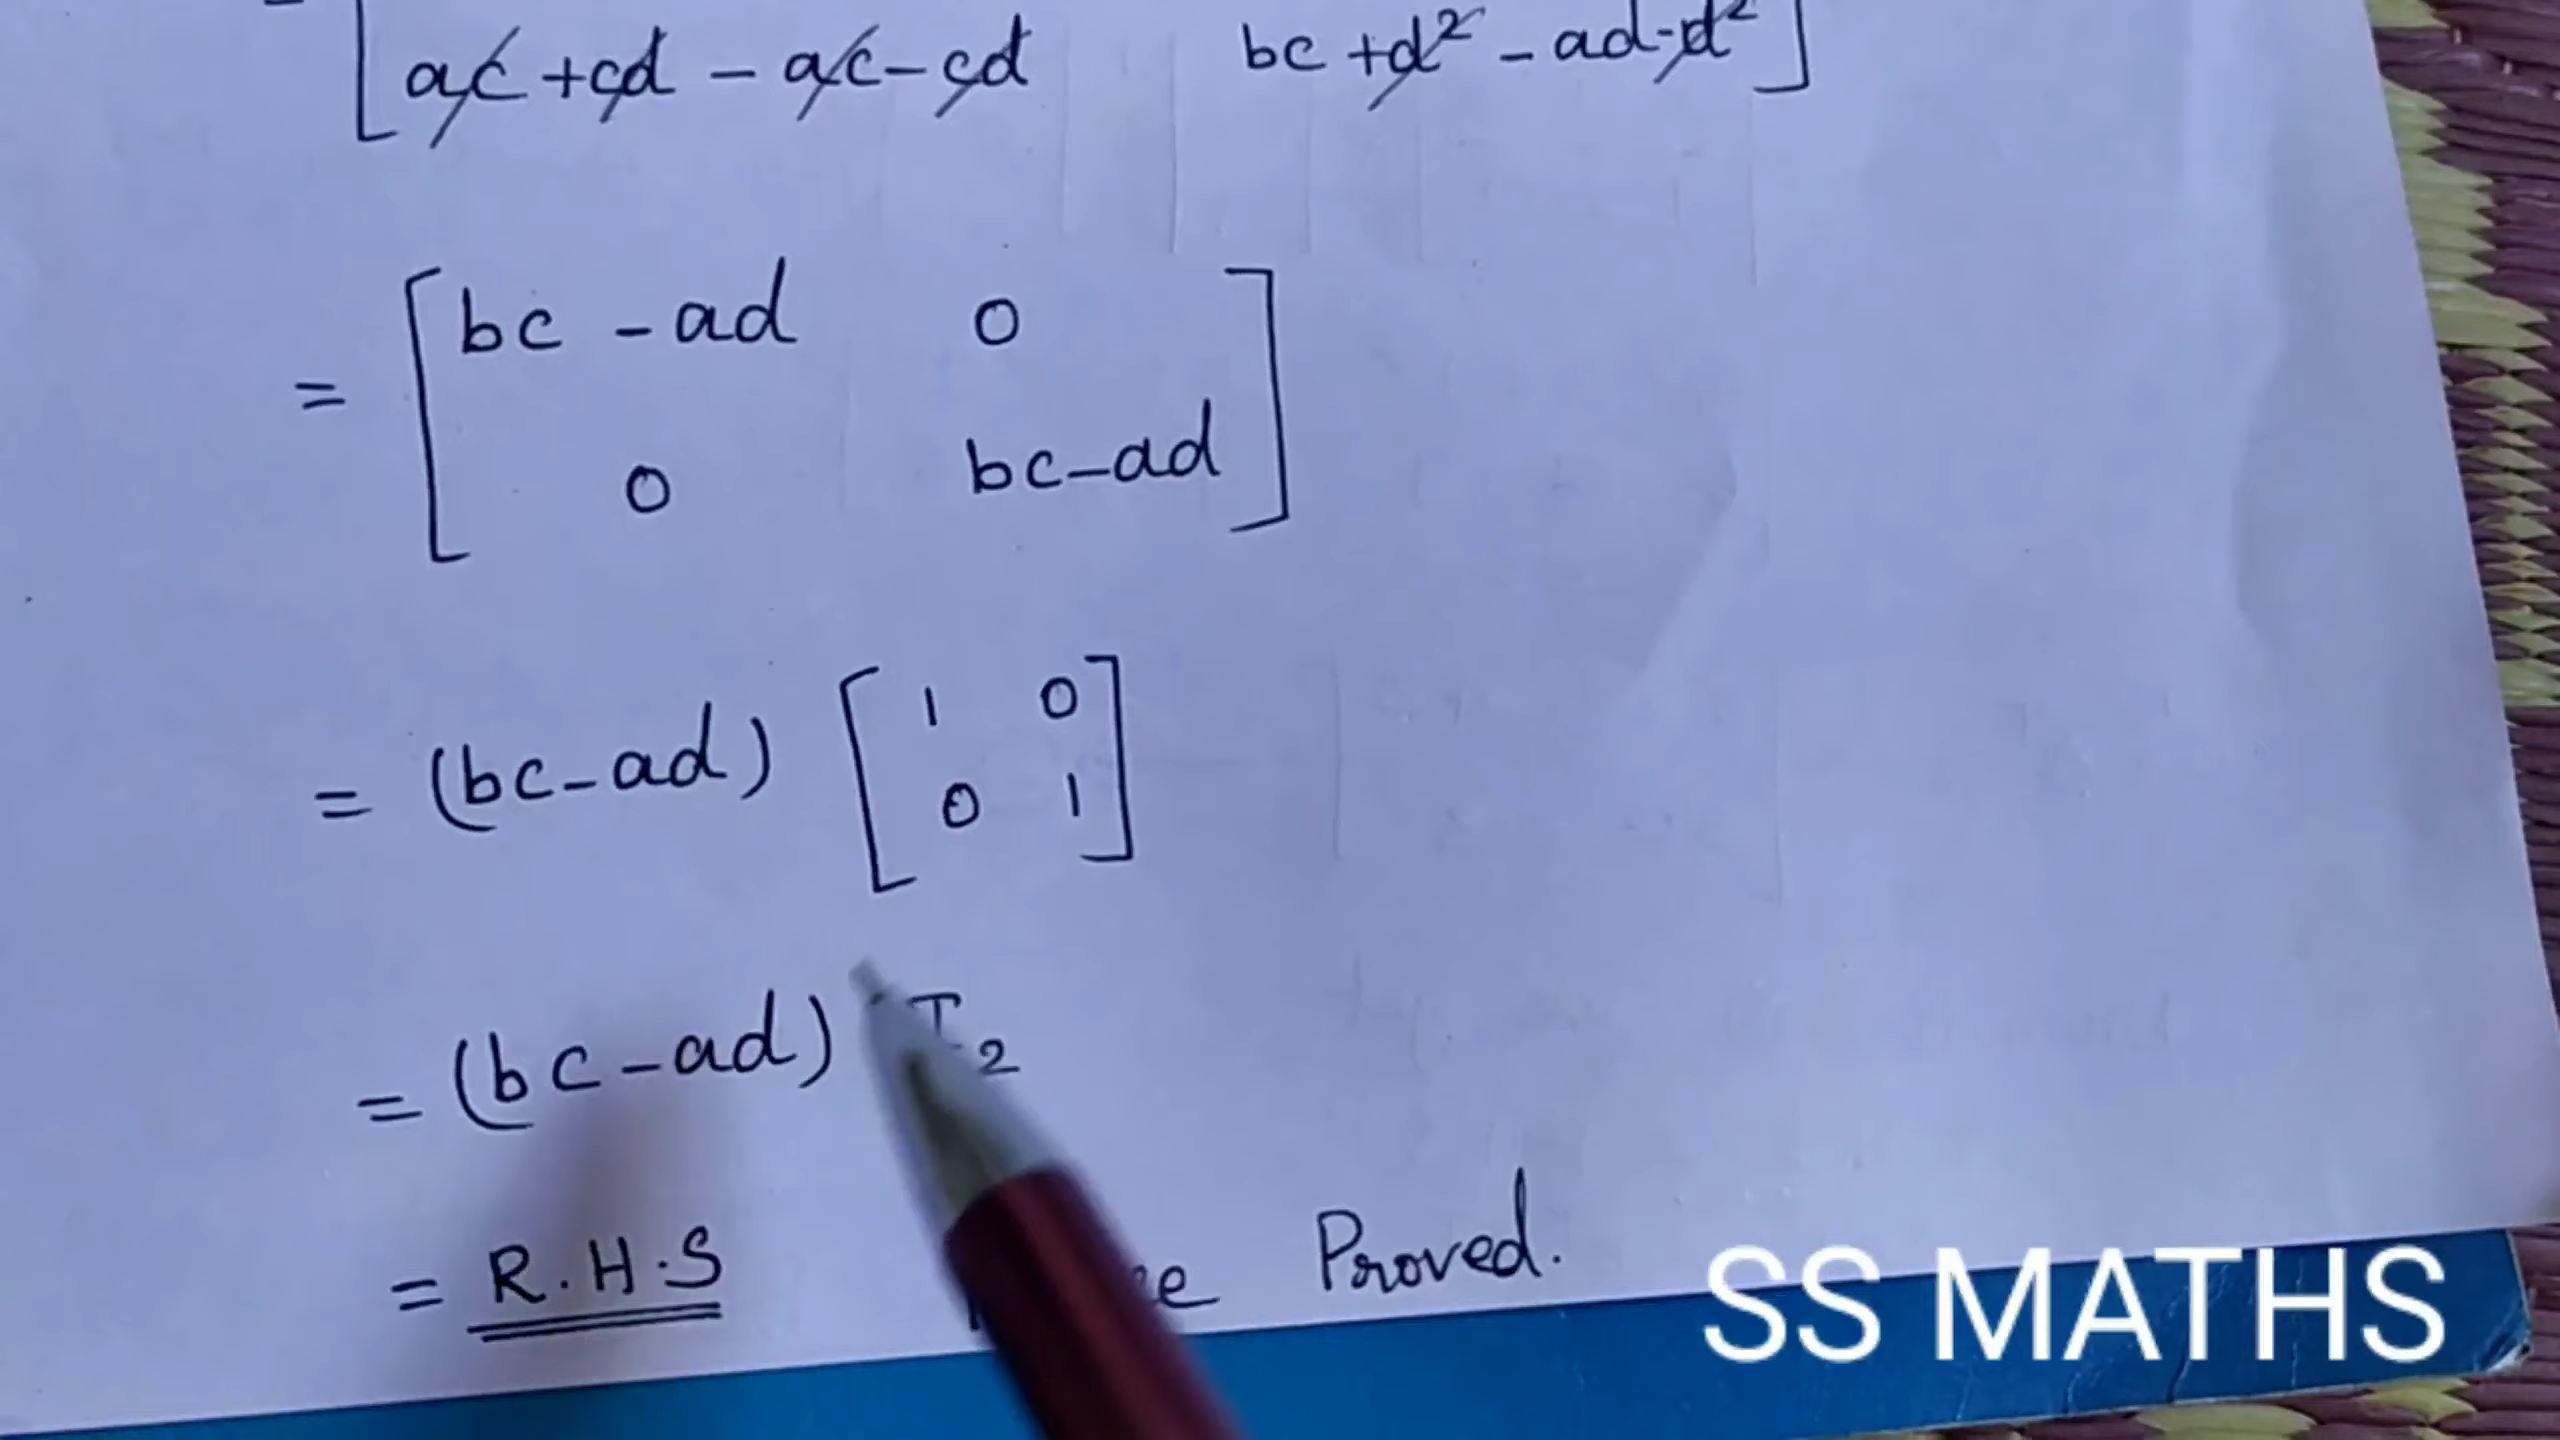 ac + cd - ac - cd bc + d² - ad - d²
= [ bc - ad 0
0 bc - ad ]
= (bc - ad) [ 1 0
0 1 ]
= (bc - ad) I₂
= R.H.S Proved.
SS MATHS